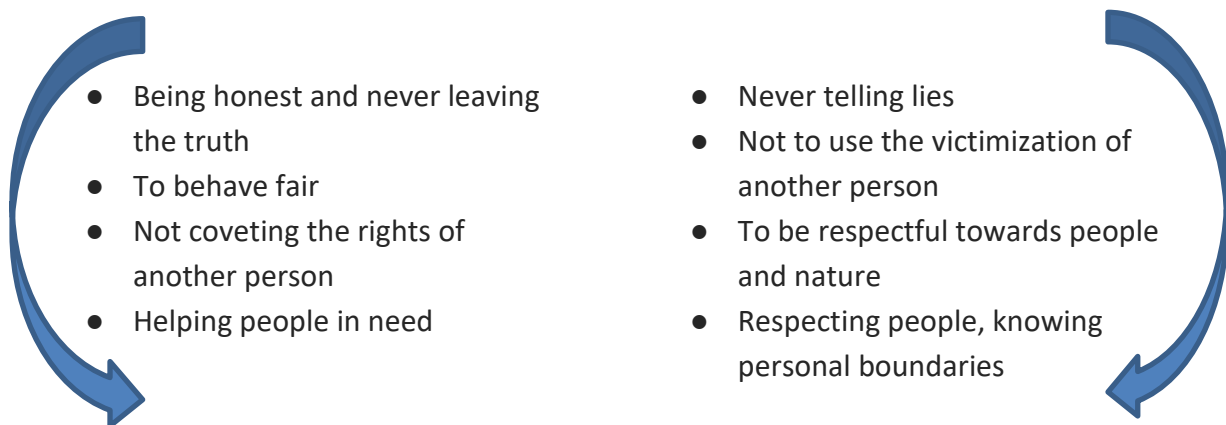 ● Being honest and never leaving
the truth
● To behave fair
● Not coveting the rights of
another person
● Helping people in need
● Never telling lies
● Not to use the victimization of
another person
● To be respectful towards people
and nature
● Respecting people, knowing
personal boundaries